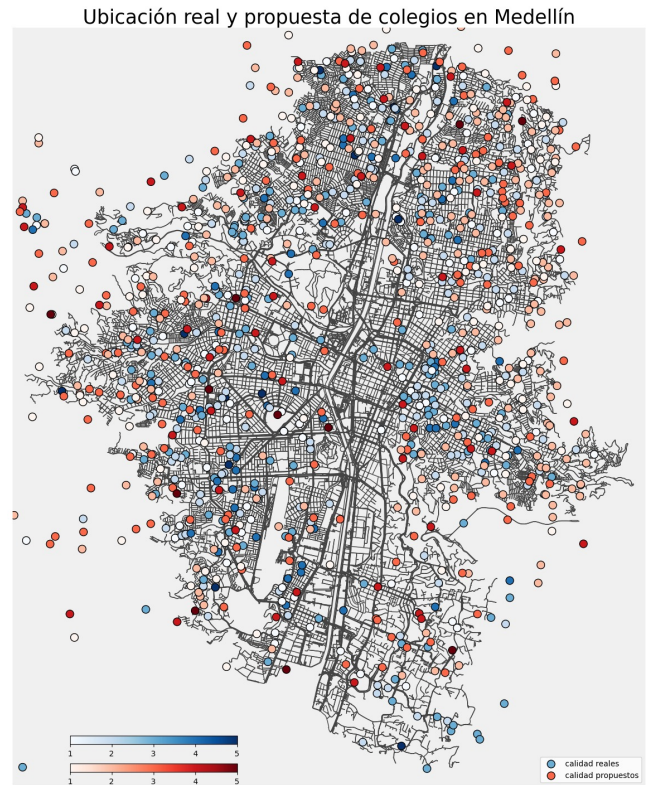 Ubicación real y propuesta de colegios en Medellín
1 2 3 4 5
1 2 3 4 5
calidad reales
calidad propuestos